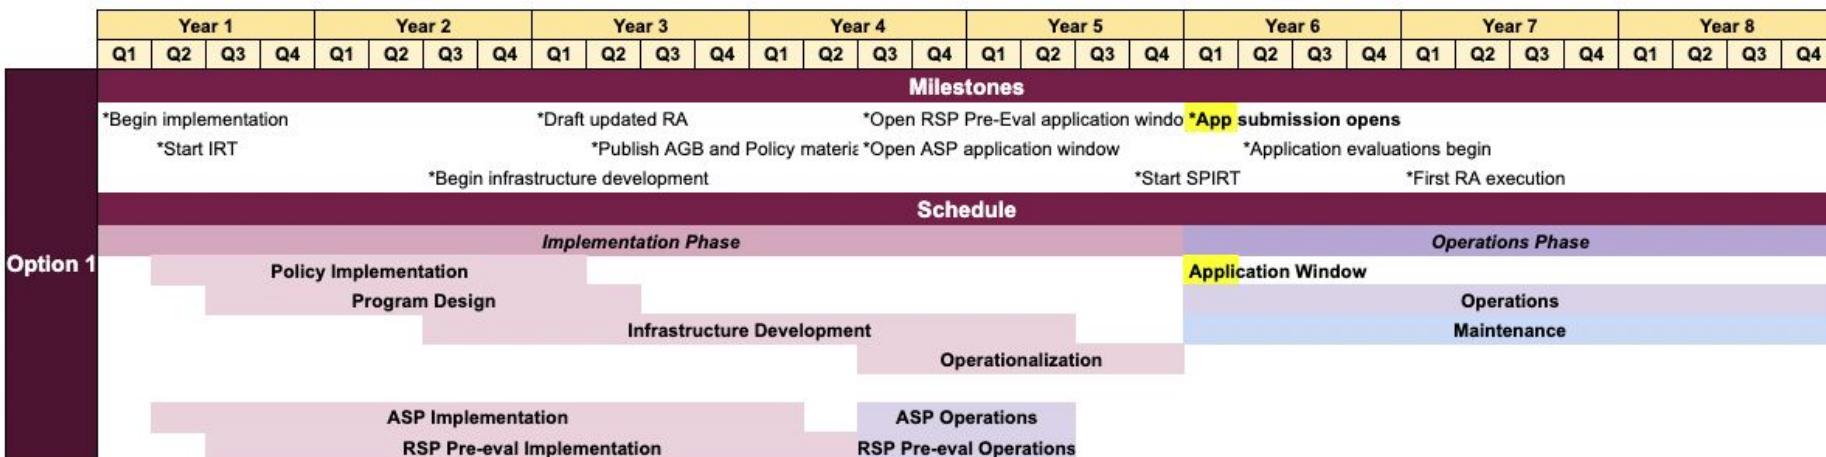 Year 1 Year 2 Year 3 Year 4 Year 5 Year 6 Year 7 Year 8
Q1 Q2 Q3 Q4 Q1 Q2 Q3 Q4 Q1 Q2 Q3 Q4 Q1 Q2 Q3 Q4 Q1 Q2 Q3 Q4 Q1 Q2 Q3 Q4 Q1 Q2 Q3 Q4 Q1 Q2 Q3 Q4
Milestones
*Begin implementation *Draft updated RA *Open RSP Pre-Eval application windo *App submission opens
*Start IRT *Publish AGB and Policy materia *Open ASP application window *Application evaluations begin
*Begin infrastructure development *Start SPIRT *First RA execution
Schedule
Implementation Phase Operations Phase
Option 1
Policy Implementation Application Window
Program Design Operations
Infrastructure Development Maintenance
Operationalization
ASP Implementation ASP Operations
RSP Pre-eval Implementation RSP Pre-eval Operations